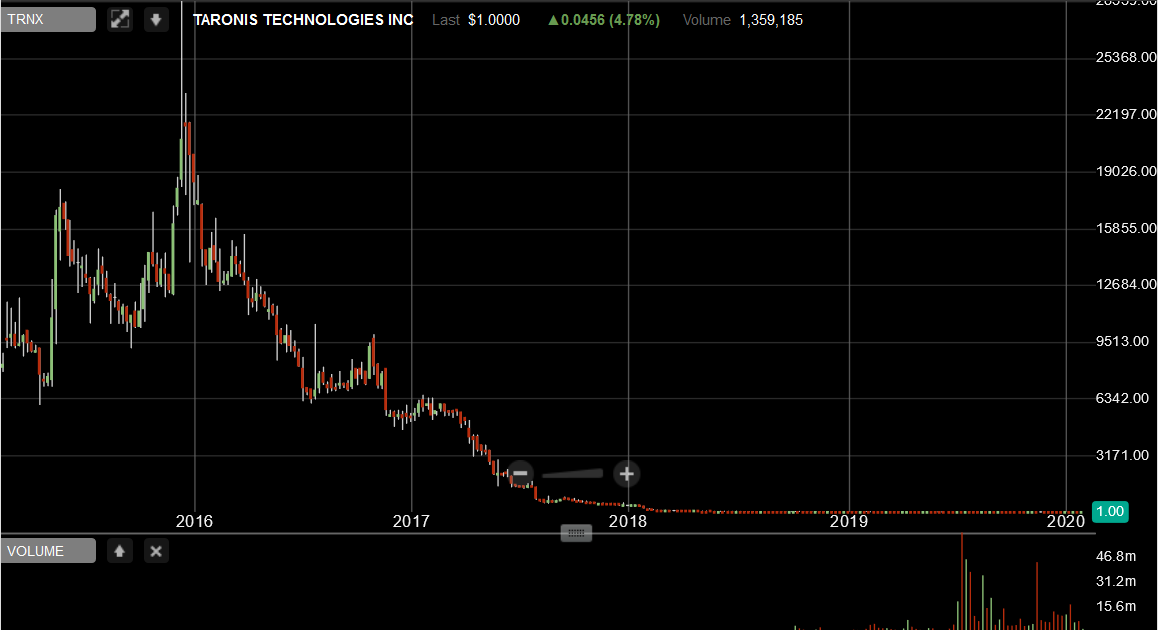 TRNX TARONIS TECHNOLOGIES INC Last $1.0000 ▲0.0456 (4.78%) Volume 1,359,185
25368.00
22197.00
19026.00
15855.00
12684.00
9513.00
6342.00
3171.00
1.00
2016 2017 2018 2019 2020
VOLUME
46.8m
31.2m
15.6m